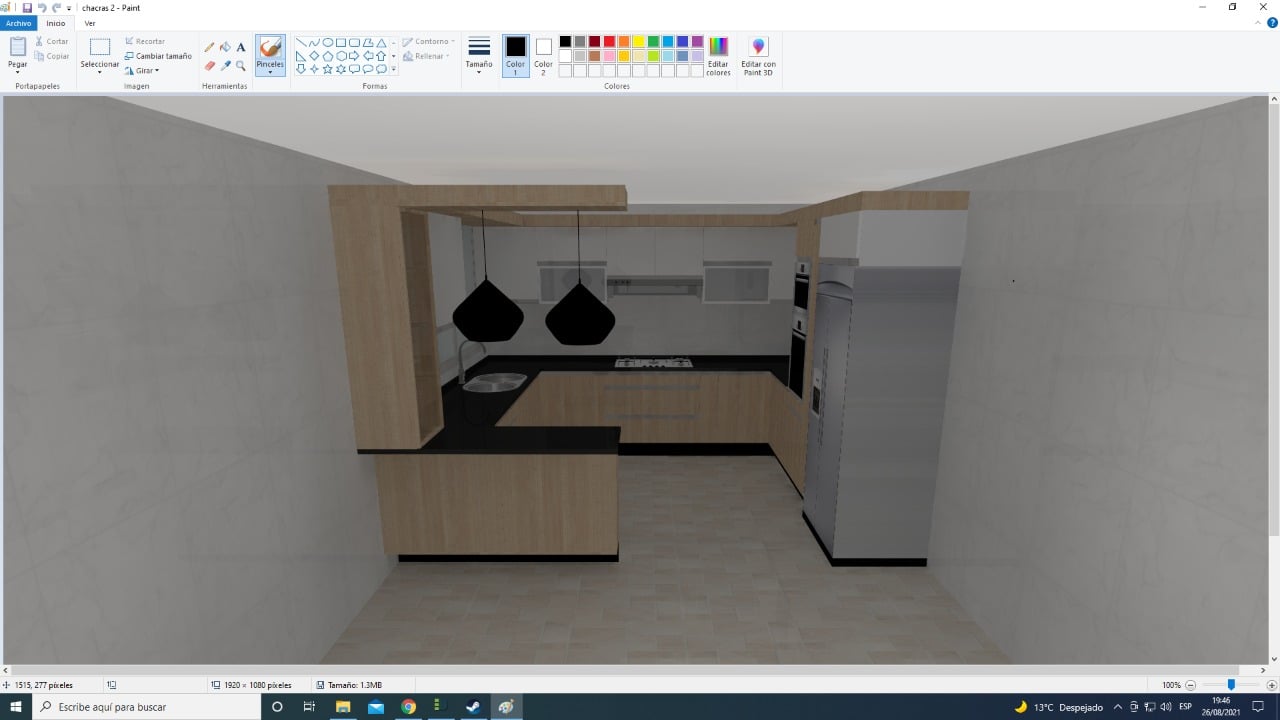 chacras 2 - Paint
Archivo
Inicio
Ver
Pegar
Cortar
Copiar
Portapapeles
Seleccionar
Recortar
Cambiar tamaño
Girar
Imagen
Herramientas
Pinceles
Contorno
Rellenar
Formas
Tamaño
Color
1
Color
2
Editar
colores
Editar con
Paint 3D
Colores
1515, 277 píxeles
1920 × 1080 píxeles
Tamaño: 1.3MB
100%
Escribe aquí para buscar
13°C Despejado
ESP
19:46
26/08/2021